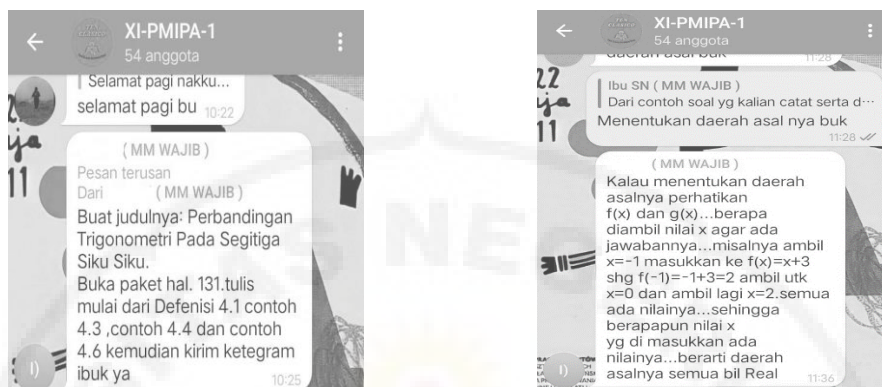 XI-PMIPA-1
54 anggota
Selamat pagi nakku...
selamat pagi bu 10:22
( MM WAJIB )
Pesan terusan
Dari ( MM WAJIB )
Buat judulnya: Perbandingan
Trigonometri Pada Segitiga
Siku Siku.
Buka paket hal. 131.tulis
mulai dari Defenisi 4.1 contoh
4.3 ,contoh 4.4 dan contoh
4.6 kemudian kirim ketegram
ibuk ya
10:25
11
XI-PMIPA-1
54 anggota
daerah asal buk 11:28
Ibu SN ( MM WAJIB )
Dari contoh soal yg kalian catat serta d...
Menentukan daerah asal nya buk
11:28
( MM WAJIB )
Kalau menentukan daerah
asalnya perhatikan
f(x) dan g(x)...berapa
diambil nilai x agar ada
jawabannya...misalnya ambil
x=-1 masukkan ke f(x)=x+3
shg f(-1)=-1+3=2 ambil utk
x=0 dan ambil lagi x=2.semua
ada nilainya...sehingga
berapapun nilai x
yg di masukkan ada
nilainya...berarti daerah
asalnya semua bil Real
11:36
22
ja
11